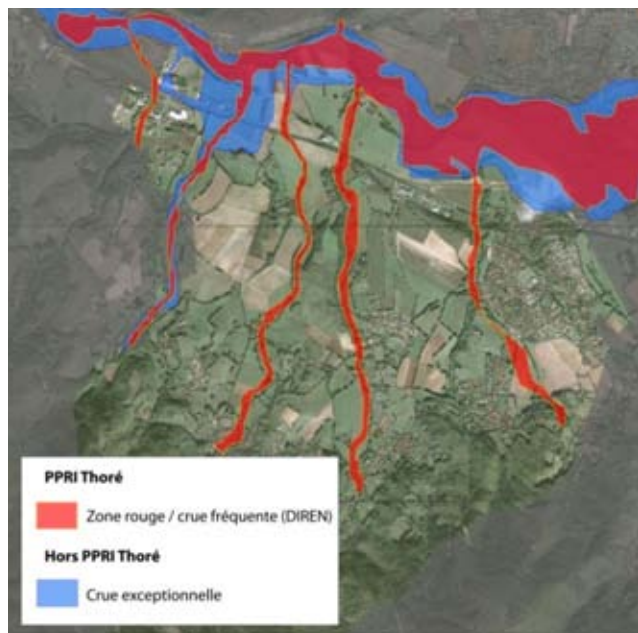 PPRI Thoré
Zone rouge / crue fréquente (DIREN)
Hors PPRI Thoré
Crue exceptionnelle